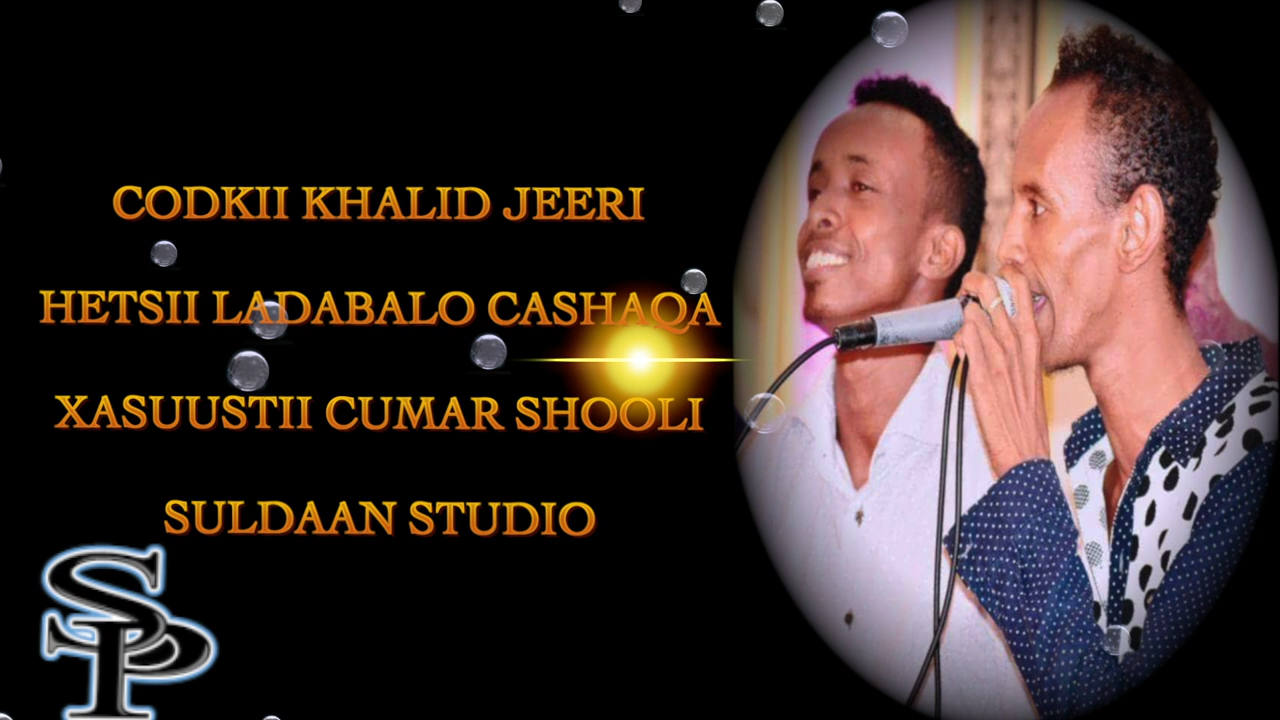 CODKII KHALID JEERI
HETSII LADABALO CASHAQA
XASUUSTII CUMAR SHOOLI
SULDAAN STUDIO
SP